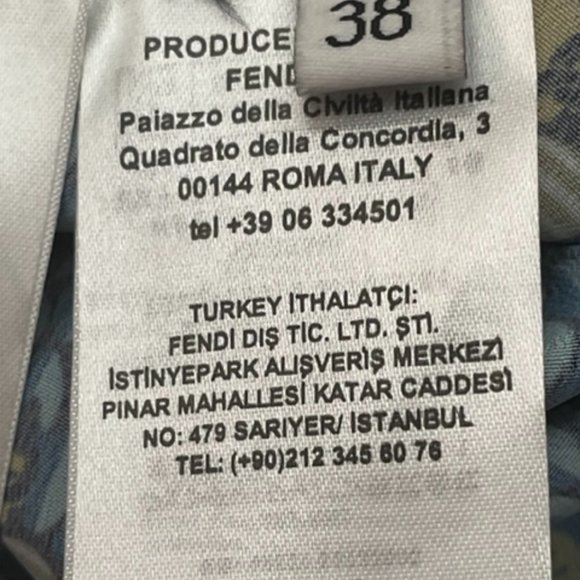 38
PRODUCE
FEND
Palazzo della Civiltà Italiana
Quadrato della Concordia, 3
00144 ROMA ITALY
tel +39 06 334501
TURKEY İTHALATÇI:
FENDİ DIŞ TİC. LTD. ŞTİ.
İSTİNYEPARK ALIŞVERİŞ MERKEZİ
PINAR MAHALLESİ KATAR CADDESİ
NO: 479 SARIYER/ İSTANBUL
TEL: (+90)212 345 60 76